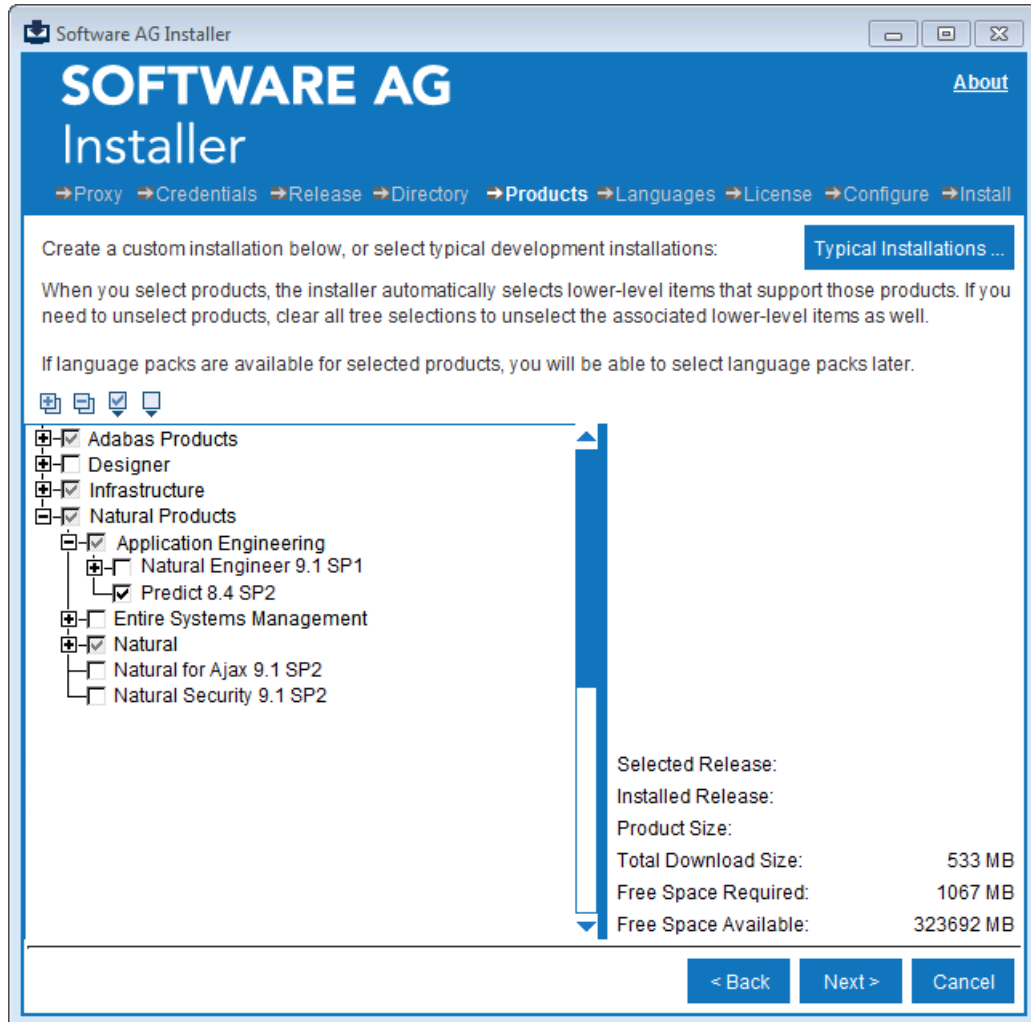 Software AG Installer
SOFTWARE AG
About
Installer
Proxy Credentials Release Directory Products Languages License Configure Install
Create a custom installation below, or select typical development installations:
Typical Installations ...
When you select products, the installer automatically selects lower-level items that support those products. If you
need to unselect products, clear all tree selections to unselect the associated lower-level items as well.
If language packs are available for selected products, you will be able to select language packs later.
Adabas Products
Designer
Infrastructure
Natural Products
Application Engineering
Natural Engineer 9.1 SP1
Predict 8.4 SP2
Entire Systems Management
Natural
Natural for Ajax 9.1 SP2
Natural Security 9.1 SP2
Selected Release:
Installed Release:
Product Size:
Total Download Size: 533 MB
Free Space Required: 1067 MB
Free Space Available: 323692 MB
< Back Next > Cancel